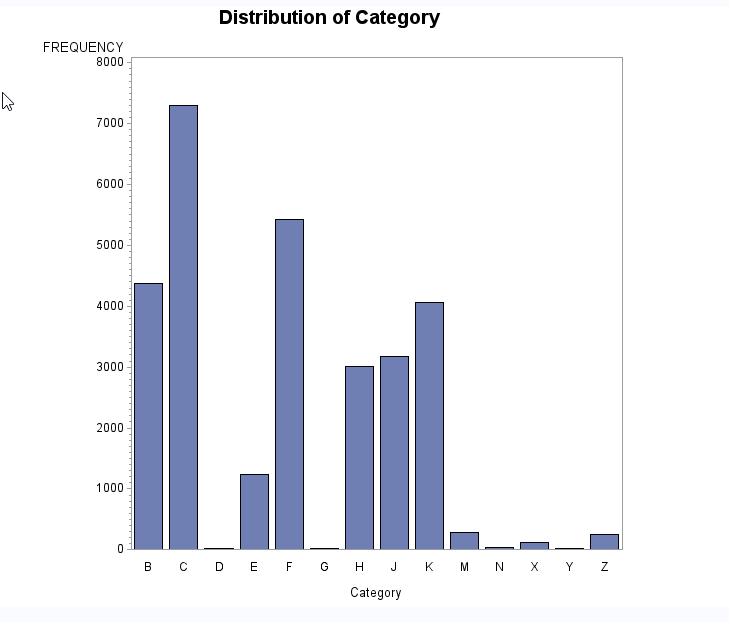 Distribution of Category
FREQUENCY
8000
7000
6000
5000
4000
3000
2000
1000
0
B C D E F G H J K M N X Y Z
Category